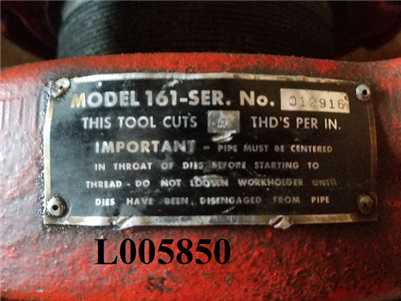 MODEL 161-SER. No. 312916
THIS TOOL CUTS THD'S PER IN.
IMPORTANT - PIPE MUST BE CENTERED
IN THROAT OF DIES BEFORE STARTING TO
THREAD - DO NOT LOOSEN WORKHOLDER UNTIL
DIES HAVE BEEN DISENGAGED FROM PIPE
L005850